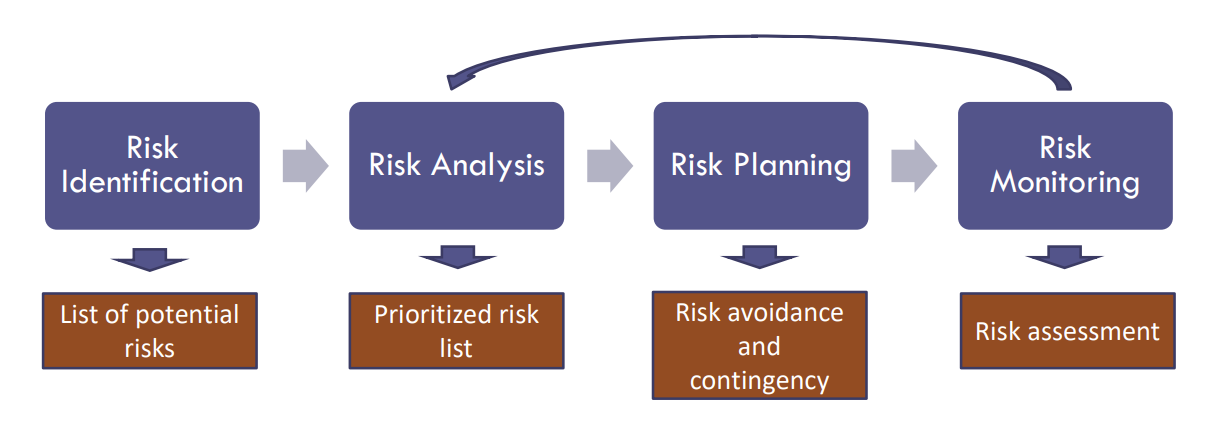 Risk
Identification
Risk Analysis
Risk Planning
Risk
Monitoring
List of potential
risks
Prioritized risk
list
Risk avoidance
and
contingency
Risk assessment